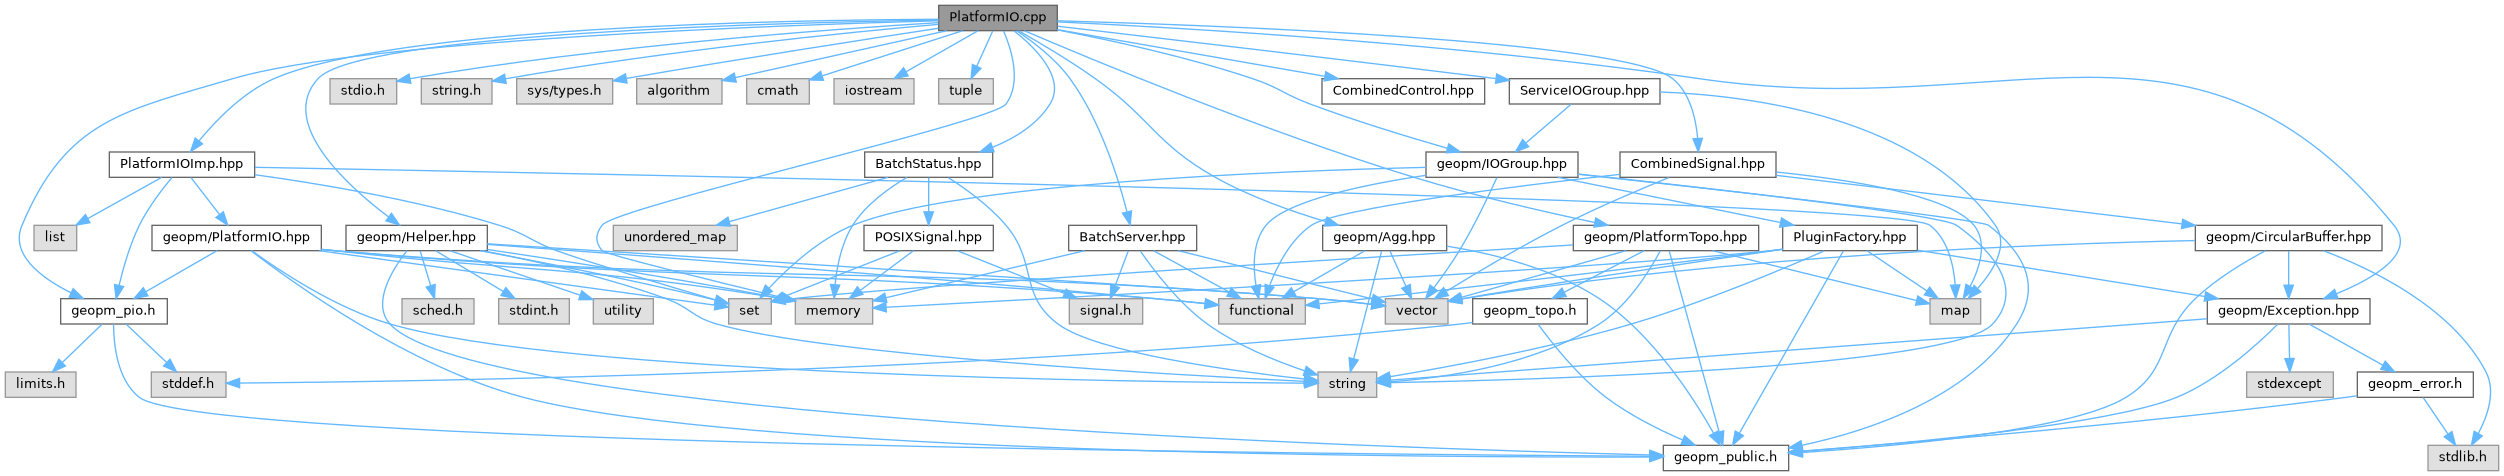 PlatformIO.cpp
stdio.h
string.h
sys/types.h
algorithm
cmath
iostream
tuple
CombinedControl.hpp
ServiceIOGroup.hpp
PlatformIOImp.hpp
BatchStatus.hpp
geopm/IOGroup.hpp
CombinedSignal.hpp
list
geopm/PlatformIO.hpp
geopm/Helper.hpp
unordered_map
POSIXSignal.hpp
BatchServer.hpp
geopm/Agg.hpp
geopm/PlatformTopo.hpp
PluginFactory.hpp
geopm/CircularBuffer.hpp
geopm_pio.h
sched.h
stdint.h
utility
set
memory
signal.h
functional
vector
geopm_topo.h
map
geopm/Exception.hpp
limits.h
stddef.h
string
stdexcept
geopm_error.h
geopm_public.h
stdlib.h